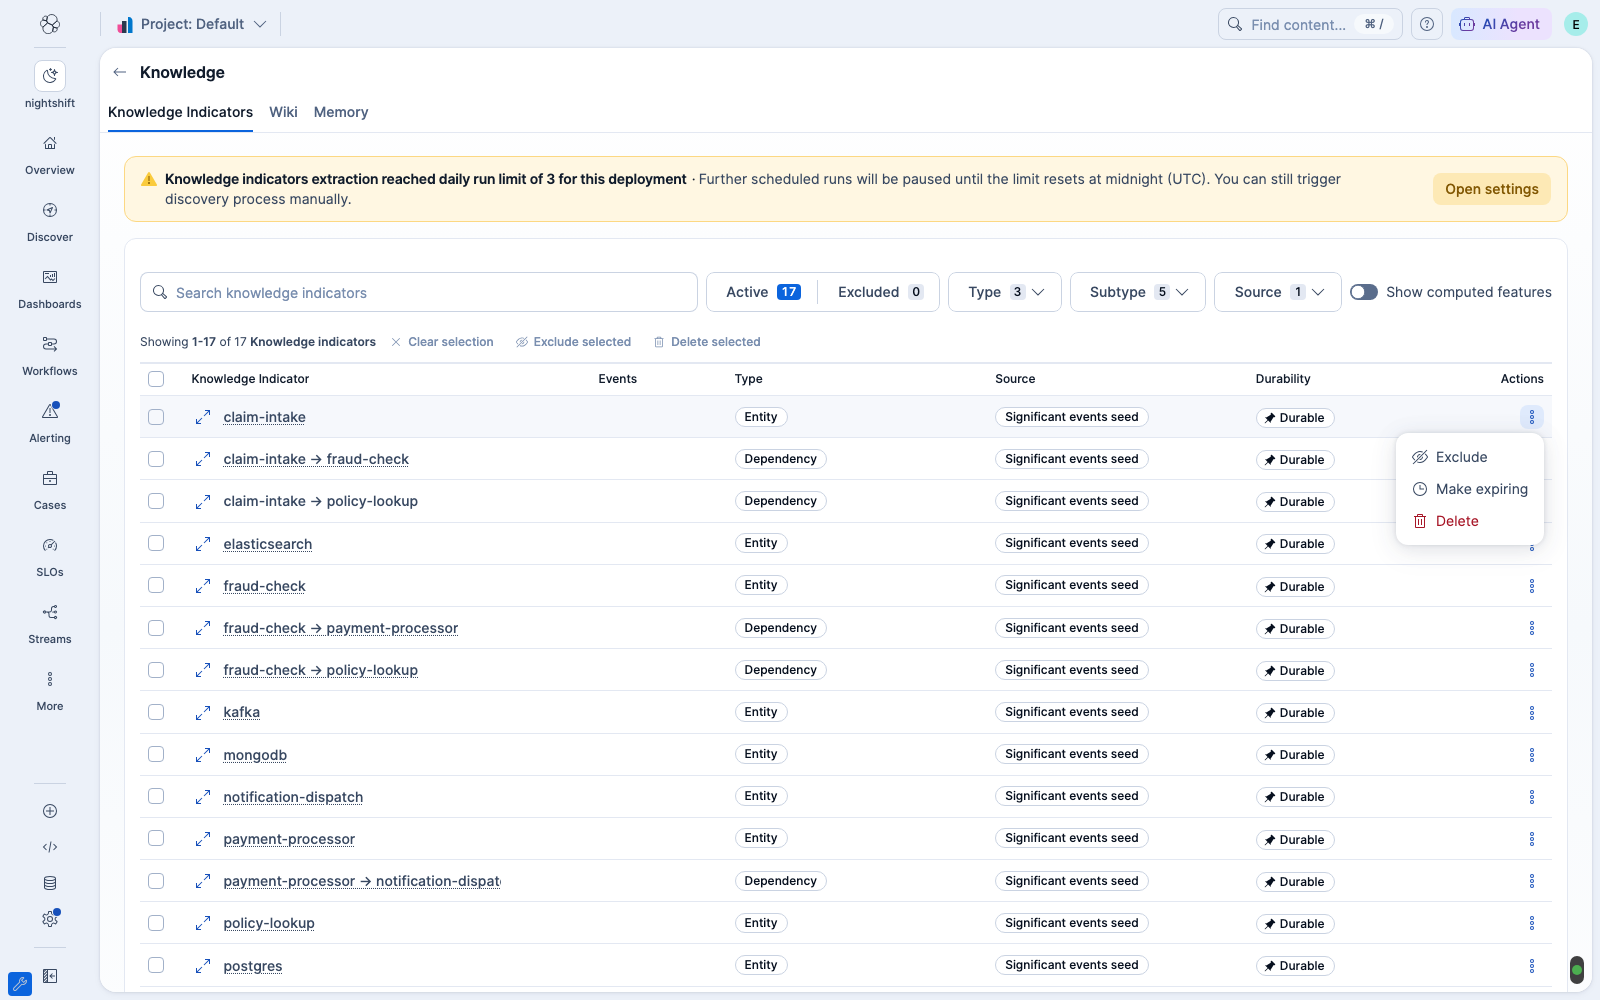 Project: Default
Find content...
⌘ /
AI Agent
E
nightshift
Overview
Discover
Dashboards
Workflows
Alerting
Cases
SLOs
Streams
More
Knowledge
Knowledge Indicators
Wiki
Memory
Knowledge indicators extraction reached daily run limit of 3 for this deployment · Further scheduled runs will be paused until the limit resets at midnight (UTC). You can still trigger
discovery process manually.
Open settings
Search knowledge indicators
Active 17
Excluded 0
Type 3
Subtype 5
Source 1
Show computed features
Showing 1-17 of 17 Knowledge indicators
Clear selection
Exclude selected
Delete selected
Knowledge Indicator Events Type Source Durability Actions
claim-intake Entity Significant events seed Durable
claim-intake → fraud-check Dependency Significant events seed Durable
claim-intake → policy-lookup Dependency Significant events seed Durable
elasticsearch Entity Significant events seed Durable
fraud-check Entity Significant events seed Durable
fraud-check → payment-processor Dependency Significant events seed Durable
fraud-check → policy-lookup Dependency Significant events seed Durable
kafka Entity Significant events seed Durable
mongodb Entity Significant events seed Durable
notification-dispatch Entity Significant events seed Durable
payment-processor Entity Significant events seed Durable
payment-processor → notification-dispat Dependency Significant events seed Durable
policy-lookup Entity Significant events seed Durable
postgres Entity Significant events seed Durable
Exclude
Make expiring
Delete